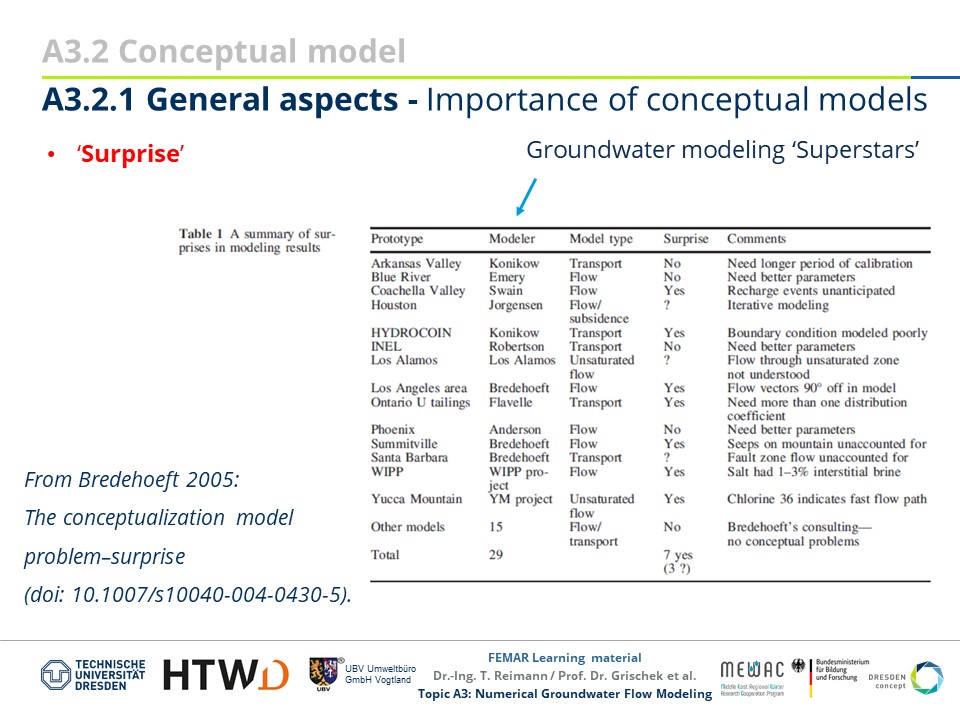 A3.2 Conceptual model
A3.2.1 General aspects - Importance of conceptual models
• ‘Surprise’
Groundwater modeling ‘Superstars’
Table 1 A summary of sur-
prises in modeling results
Prototype Modeler Model type Surprise Comments
Arkansas Valley Konikow Transport No Need longer period of calibration
Blue River Emery Flow No Need better parameters
Coachella Valley Swain Flow Yes Recharge events unanticipated
Houston Jorgensen Flow/ ? Iterative modeling
subsidence
HYDROCOIN Konikow Transport Yes Boundary condition modeled poorly
INEL Robertson Transport No Need better parameters
Los Alamos Los Alamos Unsaturated ? Flow through unsaturated zone
flow not understood
Los Angeles area Bredehoeft Flow Yes Flow vectors 90° off in model
Ontario U tailings Flavelle Transport Yes Need more than one distribution
coefficient
Phoenix Anderson Flow No Need better parameters
Summitville Bredehoeft Flow Yes Seeps on mountain unaccounted for
Santa Barbara Bredehoeft Transport ? Fault zone flow unaccounted for
WIPP WIPP pro- Flow Yes Salt had 1–3% interstitial brine
ject
Yucca Mountain YM project Unsaturated Yes Chlorine 36 indicates fast flow path
flow
Other models 15 Flow/ No Bredehoeft's consulting—
transport no conceptual problems
Total 29 7 yes
(3 ?)
From Bredehoeft 2005:
The conceptualization model
problem–surprise
(doi: 10.1007/s10040-004-0430-5).
TECHNISCHE
UNIVERSITÄT
DRESDEN
HTWD
UBV
UBV Umweltbüro
GmbH Vogtland
FEMAR Learning material
Dr.-Ing. T. Reimann / Prof. Dr. Grischek et al.
Topic A3: Numerical Groundwater Flow Modeling
MEWAC
Middle East Regional Water
Research Cooperation Program
Bundesministerium
für Bildung
und Forschung
DRESDEN
concept